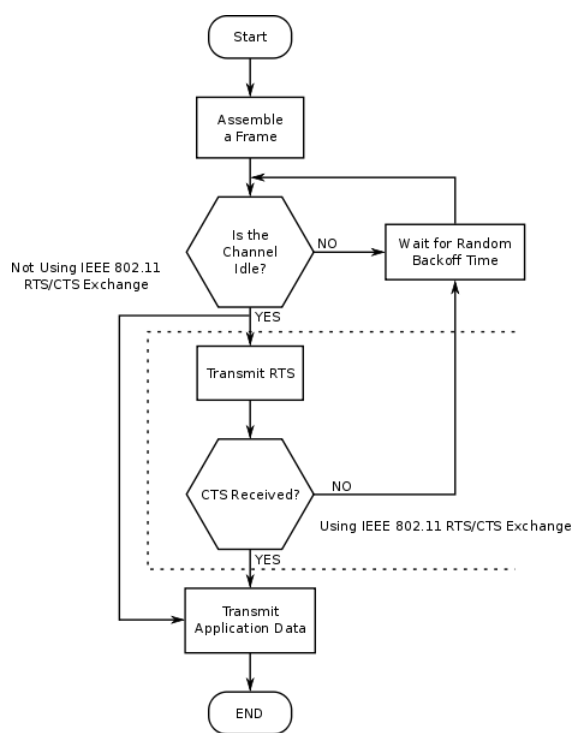 Start
Assemble
a Frame
Is the
Channel
Idle?
NO
Wait for Random
Backoff Time
Not Using IEEE 802.11
RTS/CTS Exchange
YES
Transmit RTS
CTS Received?
NO
Using IEEE 802.11 RTS/CTS Exchange
YES
Transmit
Application Data
END